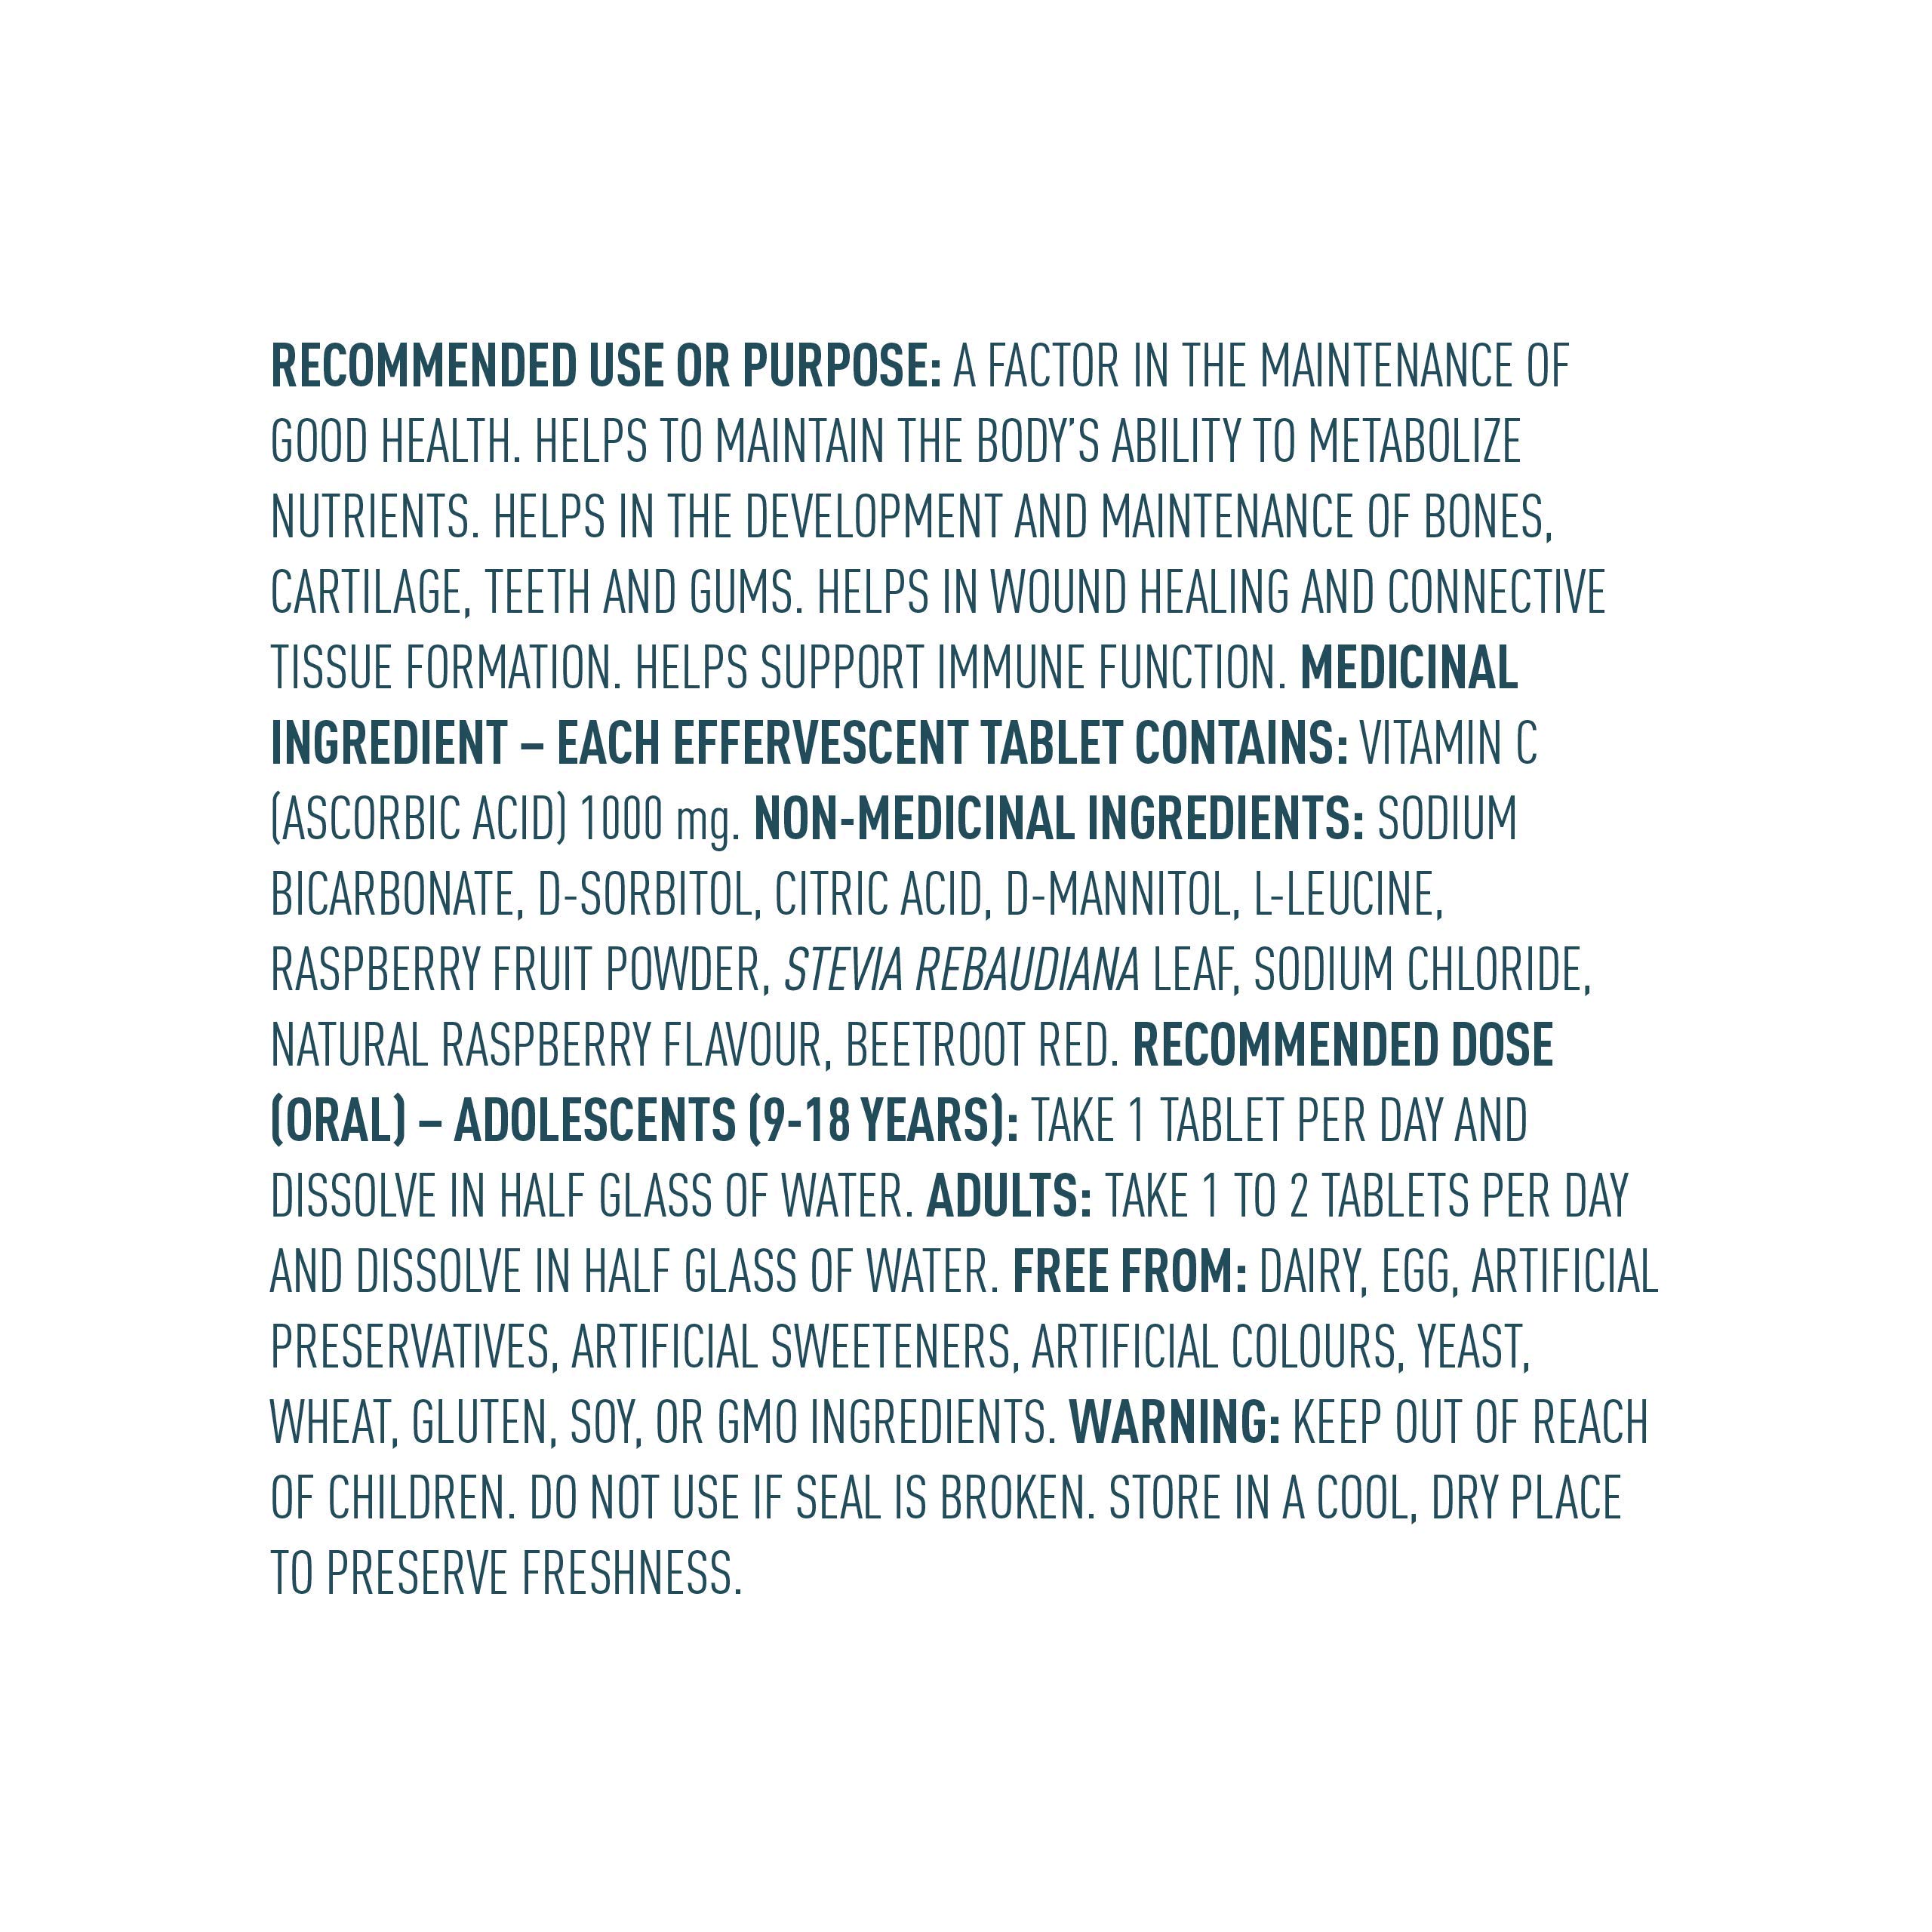 RECOMMENDED USE OR PURPOSE: A FACTOR IN THE MAINTENANCE OF
GOOD HEALTH. HELPS TO MAINTAIN THE BODY'S ABILITY TO METABOLIZE
NUTRIENTS. HELPS IN THE DEVELOPMENT AND MAINTENANCE OF BONES,
CARTILAGE, TEETH AND GUMS. HELPS IN WOUND HEALING AND CONNECTIVE
TISSUE FORMATION. HELPS SUPPORT IMMUNE FUNCTION. MEDICINAL
INGREDIENT – EACH EFFERVESCENT TABLET CONTAINS: VITAMIN C
(ASCORBIC ACID) 1000 mg. NON-MEDICINAL INGREDIENTS: SODIUM
BICARBONATE, D-SORBITOL, CITRIC ACID, D-MANNITOL, L-LEUCINE,
RASPBERRY FRUIT POWDER, STEVIA REBAUDIANA LEAF, SODIUM CHLORIDE,
NATURAL RASPBERRY FLAVOUR, BEETROOT RED. RECOMMENDED DOSE
(ORAL) – ADOLESCENTS (9-18 YEARS): TAKE 1 TABLET PER DAY AND
DISSOLVE IN HALF GLASS OF WATER. ADULTS: TAKE 1 TO 2 TABLETS PER DAY
AND DISSOLVE IN HALF GLASS OF WATER. FREE FROM: DAIRY, EGG, ARTIFICIAL
PRESERVATIVES, ARTIFICIAL SWEETENERS, ARTIFICIAL COLOURS, YEAST,
WHEAT, GLUTEN, SOY, OR GMO INGREDIENTS. WARNING: KEEP OUT OF REACH
OF CHILDREN. DO NOT USE IF SEAL IS BROKEN. STORE IN A COOL, DRY PLACE
TO PRESERVE FRESHNESS.